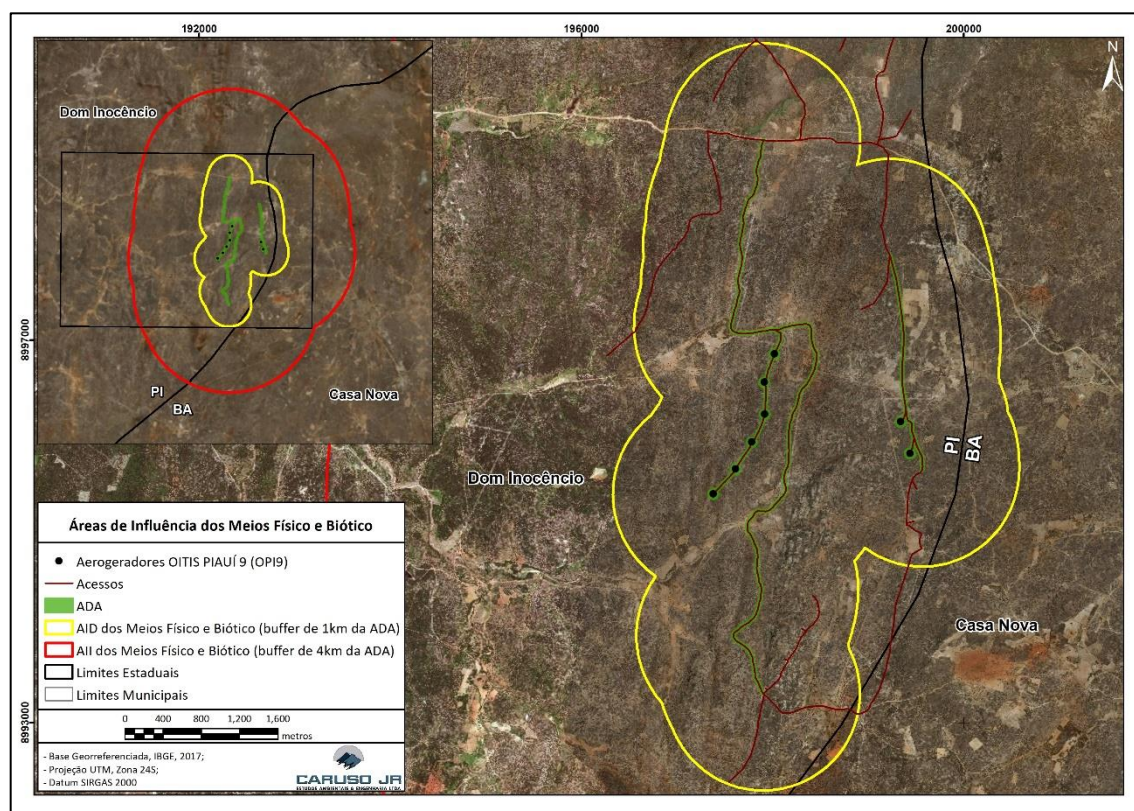 192000
196000
200000
8997000
8993000
N
Dom Inocêncio
PI
BA
Casa Nova
Dom Inocêncio
PI
BA
Casa Nova
Áreas de Influência dos Meios Físico e Biótico
Aerogeradores OITIS PIAUÍ 9 (OPI9)
Acessos
ADA
AID dos Meios Físico e Biótico (buffer de 1km da ADA)
AII dos Meios Físico e Biótico (buffer de 4km da ADA)
Limites Estaduais
Limites Municipais
0 400 800 1,200 1,600
metros
- Base Georreferenciada, IBGE, 2017;
- Projeção UTM, Zona 24S;
- Datum SIRGAS 2000
CARUSO JR
ESTUDOS AMBIENTAIS & ENGENHARIA LTDA